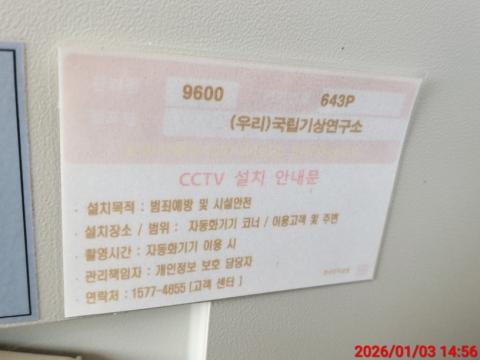 9600
643P
(우리)국립기상연구소
CCTV 설치 안내문
· 설치목적 : 범죄예방 및 시설안전
· 설치장소 / 범위 : 자동화기기 코너 / 이용고객 및 주변
· 촬영시간 : 자동화기기 이용 시
· 관리책임자 : 개인정보 보호 담당자
· 연락처 : 1577-4655 [고객 센터]
2026/01/03 14:56